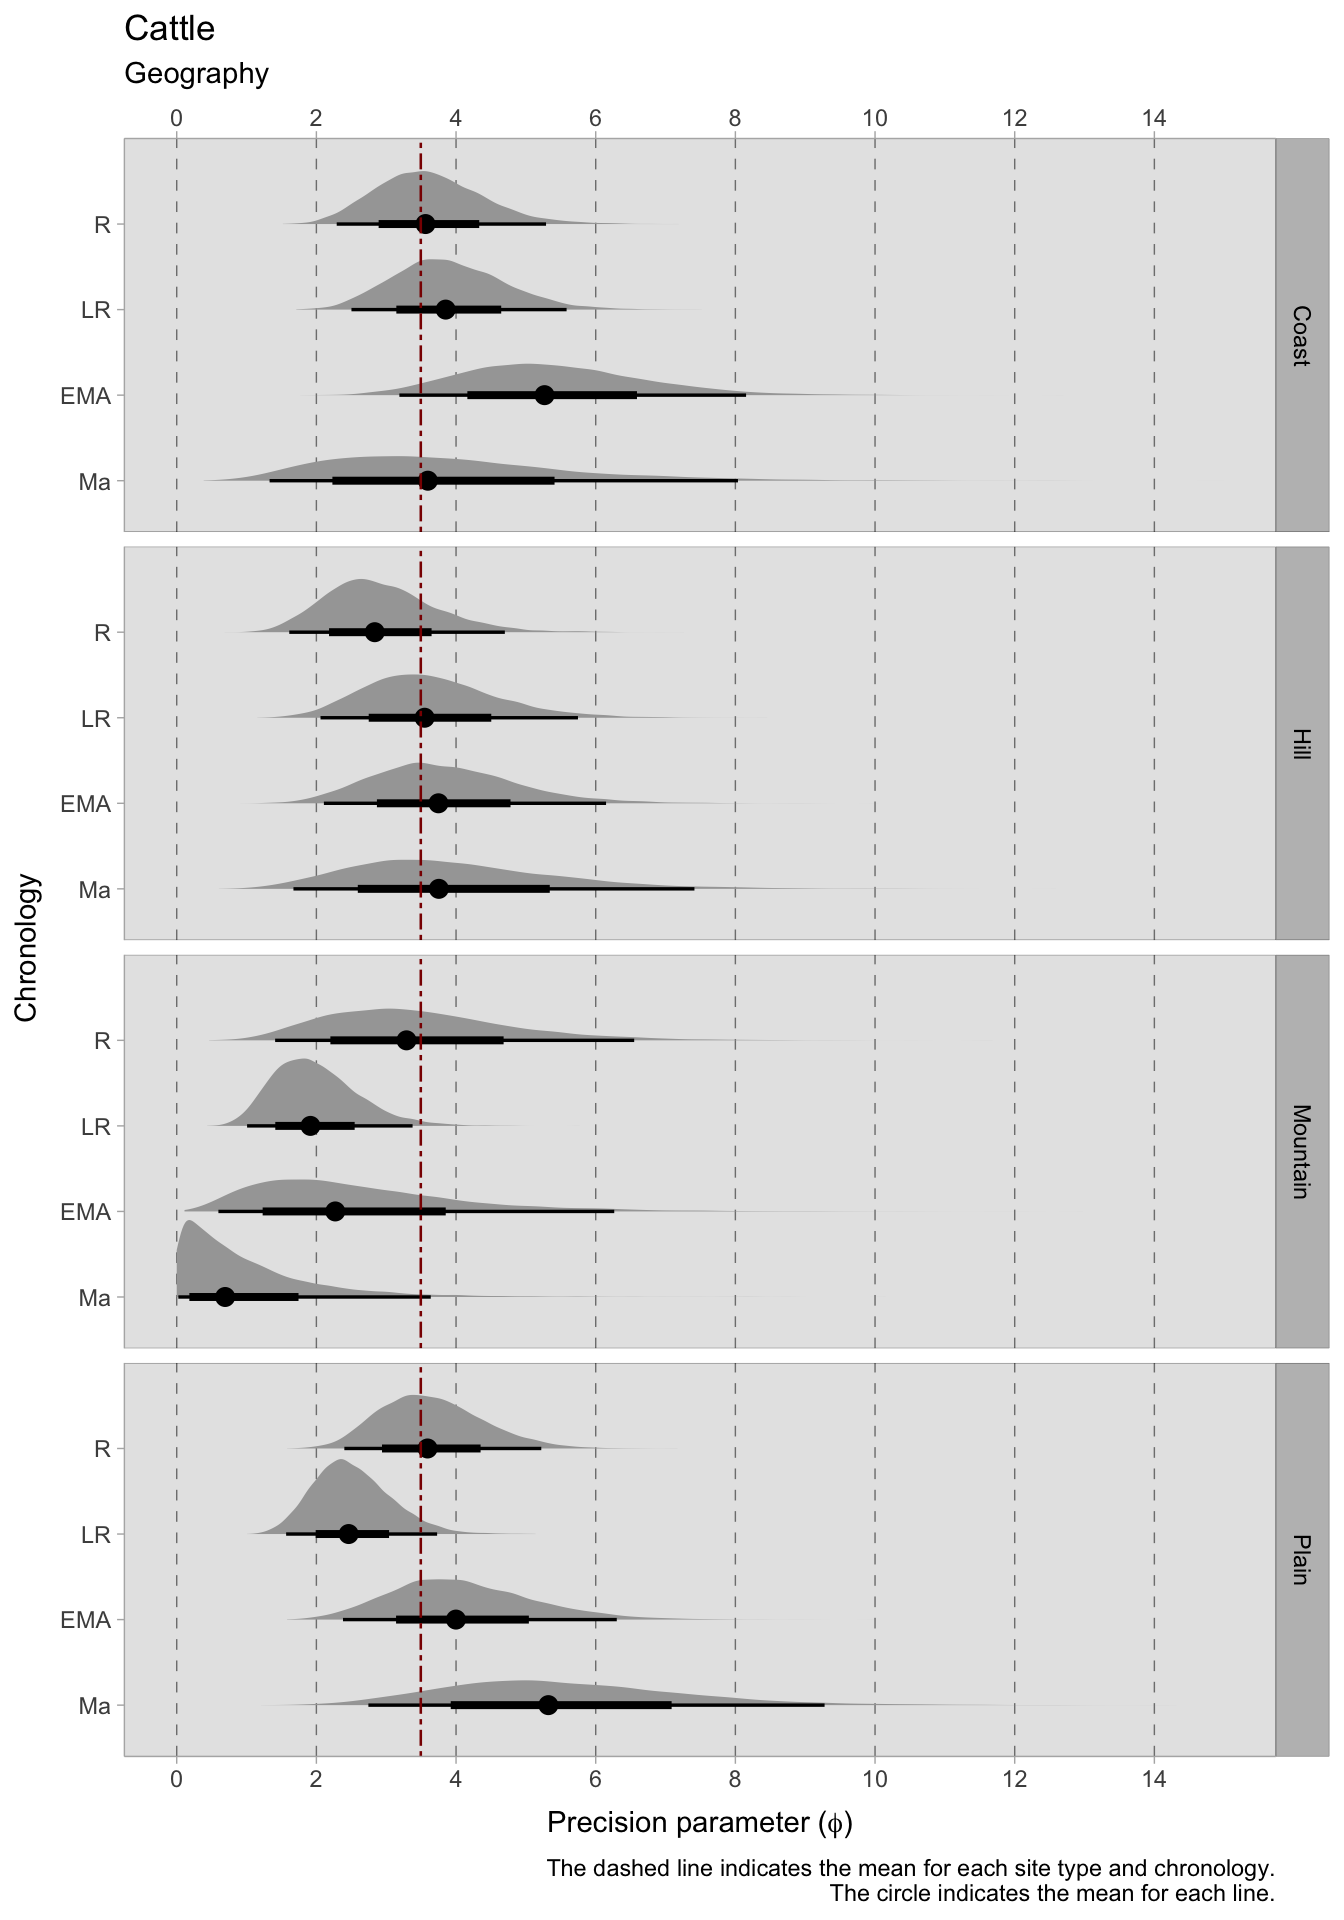 Cattle
Geography
0 2 4 6 8 10 12 14
R
LR
EMA
Ma
Coast
R
LR
EMA
Ma
Hill
Chronology
R
LR
EMA
Ma
Mountain
R
LR
EMA
Ma
Plain
0 2 4 6 8 10 12 14
Precision parameter (ϕ)
The dashed line indicates the mean for each site type and chronology.
The circle indicates the mean for each line.